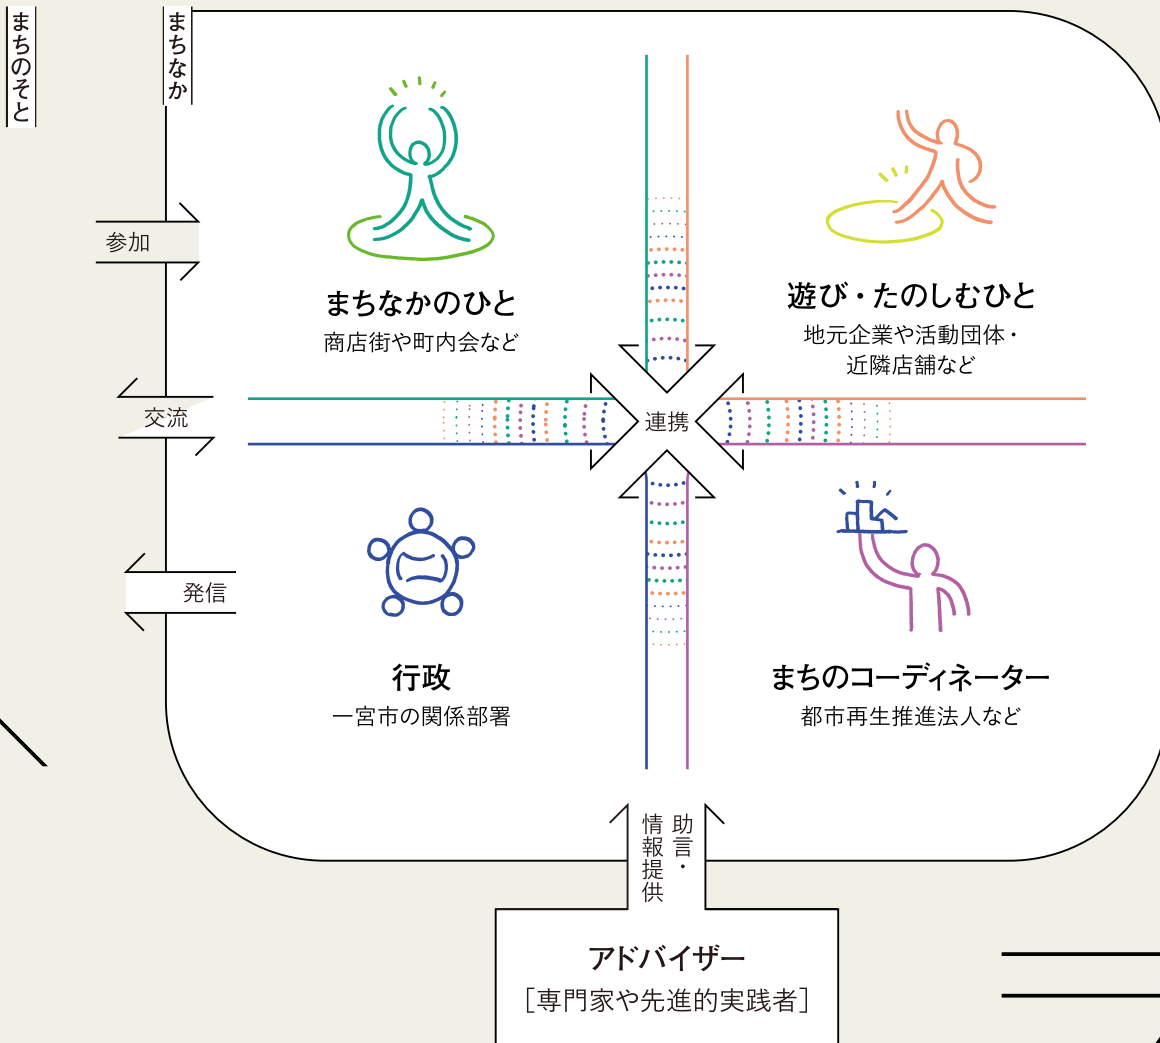 まちのそと
まちなか
参加
まちなかのひと
商店街や町内会など
遊び・たのしむひと
地元企業や活動団体・
近隣店舗など
交流
連携
発信
行政
一宮市の関係部署
まちのコーディネーター
都市再生推進法人など
助言・
情報提供
アドバイザー
［専門家や先進的実践者］